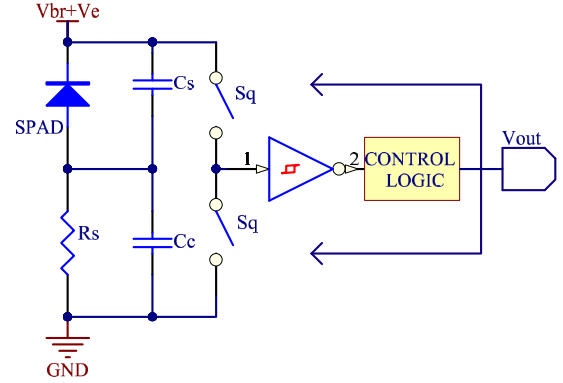 Vbr+Ve
Cs
Sq
SPAD
Vout
1
2
CONTROL
LOGIC
Rs
Cc
Sq
GND